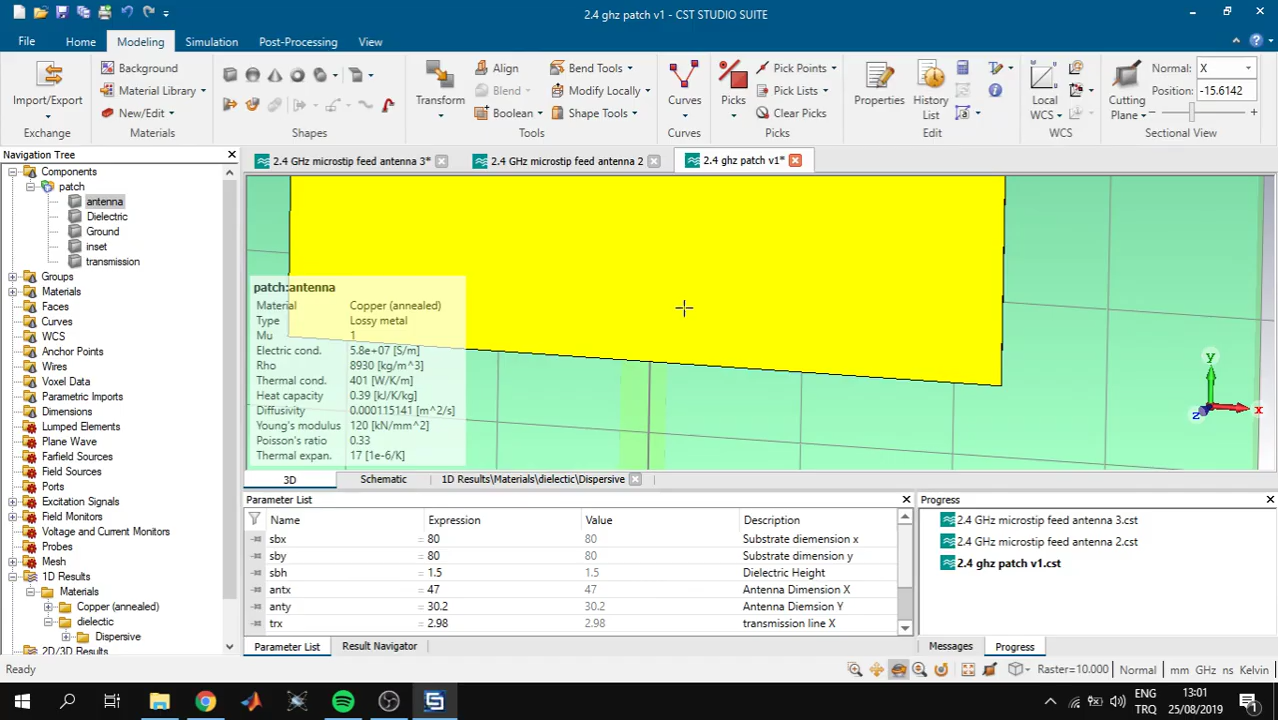 2.4 ghz patch v1 - CST STUDIO SUITE
File Home Modeling Simulation Post-Processing View
Import/Export
Exchange
Background
Material Library
New/Edit
Materials
Shapes
Transform
Align
Blend
Boolean
Bend Tools
Modify Locally
Shape Tools
Tools
Curves
Curves
Picks
Pick Points
Pick Lists
Clear Picks
Picks
Properties
History
List
Edit
Local
WCS
WCS
Cutting
Plane
Normal: X
Position: -15.6142
Sectional View
Navigation Tree
Components
patch
antenna
Dielectric
Ground
inset
transmission
Groups
Materials
Faces
Curves
WCS
Anchor Points
Wires
Voxel Data
Parametric Imports
Dimensions
Lumped Elements
Plane Wave
Farfield Sources
Field Sources
Ports
Excitation Signals
Field Monitors
Voltage and Current Monitors
Probes
Mesh
1D Results
Materials
Copper (annealed)
dielectic
Dispersive
2D/3D Results
2.4 GHz microstip feed antenna 3* 2.4 GHz microstip feed antenna 2 2.4 ghz patch v1*
patch:antenna
Material Copper (annealed)
Type Lossy metal
Mu 1
Electric cond. 5.8e+07 [S/m]
Rho 8930 [kg/m^3]
Thermal cond. 401 [W/K/m]
Heat capacity 0.39 [kJ/K/kg]
Diffusivity 0.000115141 [m^2/s]
Young's modulus 120 [kN/mm^2]
Poisson's ratio 0.33
Thermal expan. 17 [1e-6/K]
y
x
z
3D Schematic 1D Results\Materials\dielectic\Dispersive
Parameter List
Name Expression Value Description
sbx = 80 80 Substrate diemension x
sby = 80 80 Substrate dimension y
sbh = 1.5 1.5 Dielectric Height
antx = 47 47 Antenna Dimension X
anty = 30.2 30.2 Antenna Diemsion Y
trx = 2.98 2.98 transmission line X
Parameter List Result Navigator
Progress
2.4 GHz microstip feed antenna 3.cst
2.4 GHz microstip feed antenna 2.cst
2.4 ghz patch v1.cst
Messages Progress
Ready
Raster=10.000 Normal mm GHz ns Kelvin
ENG
TRQ
13:01
25/08/2019
1